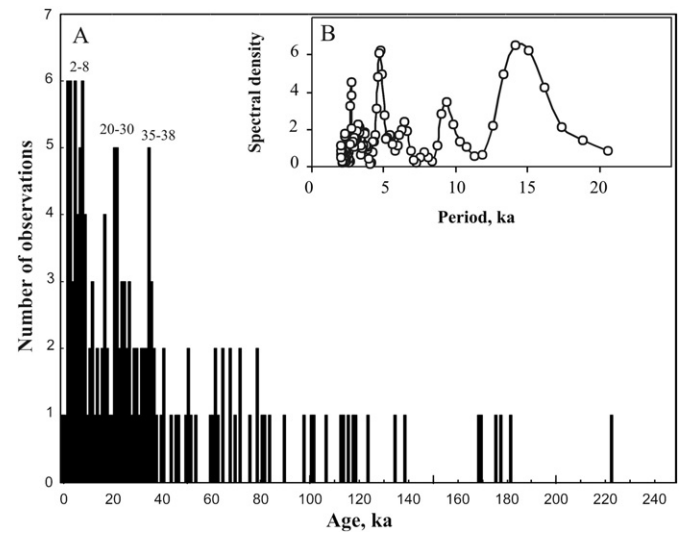 A
2-8
20-30
35-38
Number of observations
7
6
5
4
3
2
1
0
0 20 40 60 80 100 120 140 160 180 200 220 240
Age, ka
B
Spectral density
6
4
2
0
0 5 10 15 20
Period, ka